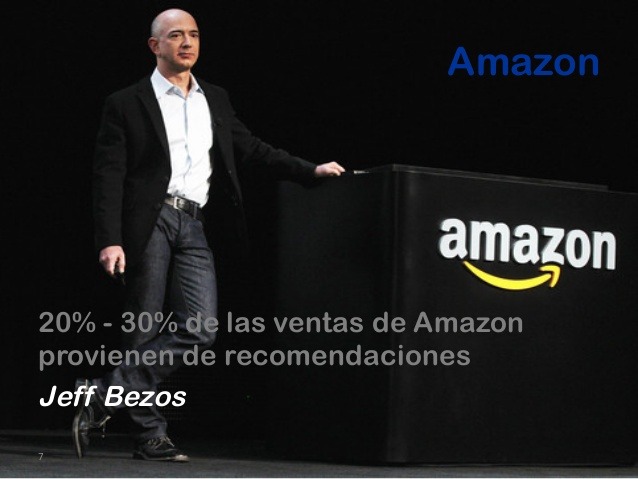 Amazon
amazon
20% - 30% de las ventas de Amazon
provienen de recomendaciones
Jeff Bezos
7